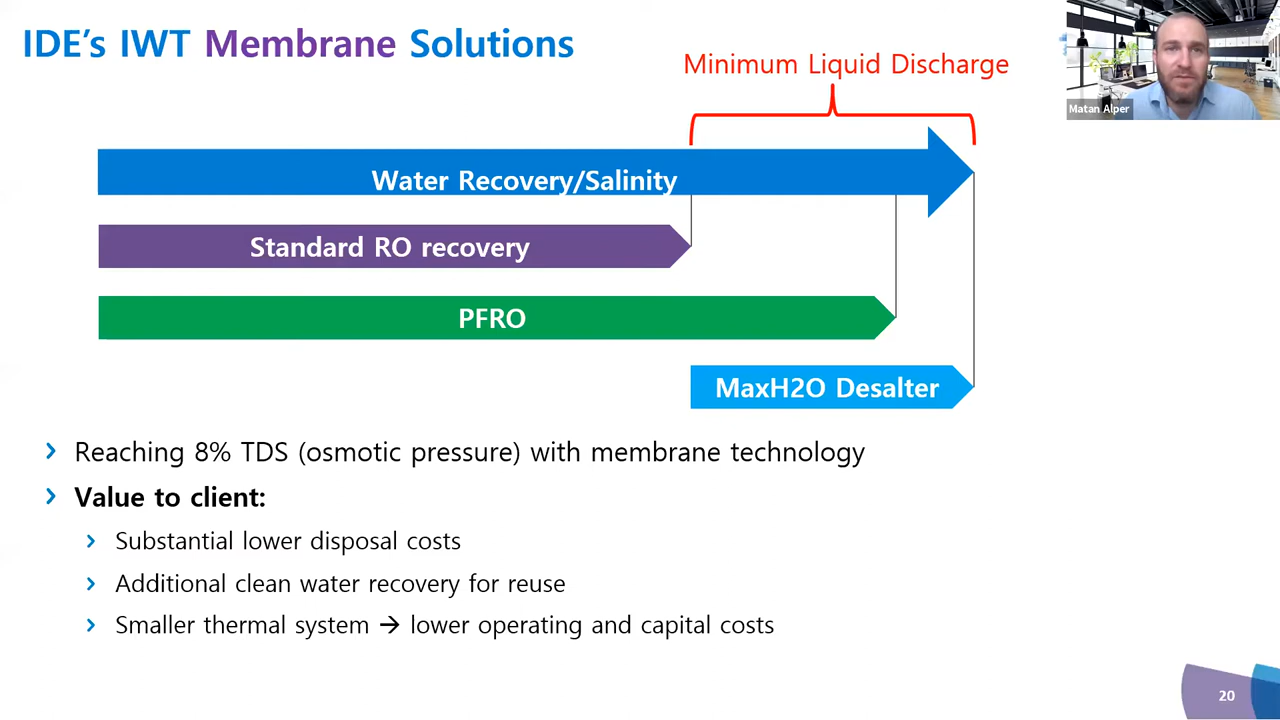 IDE's IWT Membrane Solutions
Minimum Liquid Discharge
Matan Alper
Water Recovery/Salinity
Standard RO recovery
PFRO
MaxH2O Desalter
› Reaching 8% TDS (osmotic pressure) with membrane technology
› Value to client:
› Substantial lower disposal costs
› Additional clean water recovery for reuse
› Smaller thermal system → lower operating and capital costs
20